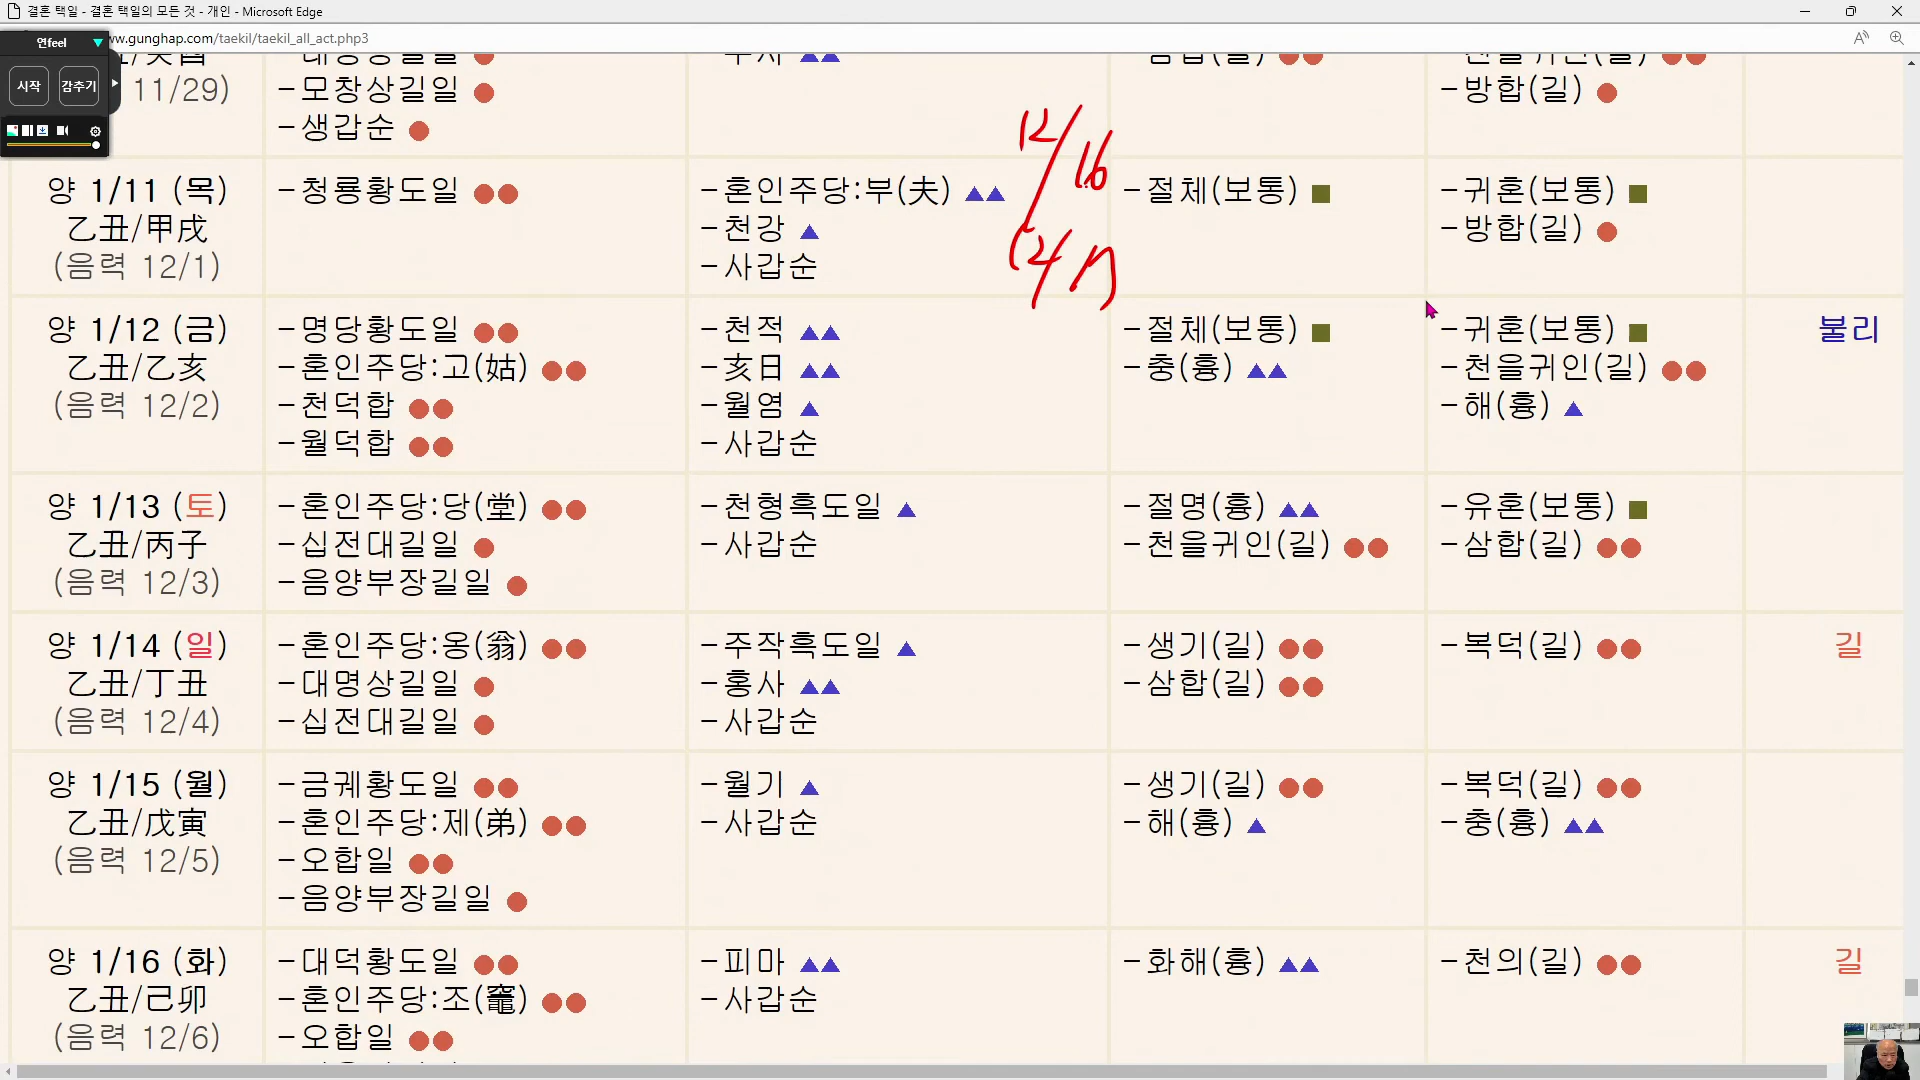 결혼 택일 - 결혼 택일의 모든 것 - 개인 - Microsoft Edge
w.gunghap.com/taekil/taekil_all_act.php3
연feel
시작
감추기
11/29)
-모창상길일
-생갑순
-방합(길)
12/16
양 1/11 (목)
乙丑/甲戌
(음력 12/1)
-청룡황도일
-혼인주당:부(夫)
-천강
-사갑순
-절체(보통)
-귀혼(보통)
-방합(길)
양 1/12 (금)
乙丑/乙亥
(음력 12/2)
-명당황도일
-혼인주당:고(姑)
-천덕합
-월덕합
-천적
-亥日
-월염
-사갑순
-절체(보통)
-충(흉)
-귀혼(보통)
-천을귀인(길)
-해(흉)
불리
양 1/13 (토)
乙丑/丙子
(음력 12/3)
-혼인주당:당(堂)
-십전대길일
-음양부장길일
-천형흑도일
-사갑순
-절명(흉)
-천을귀인(길)
-유혼(보통)
-삼합(길)
양 1/14 (일)
乙丑/丁丑
(음력 12/4)
-혼인주당:옹(翁)
-대명상길일
-십전대길일
-주작흑도일
-홍사
-사갑순
-생기(길)
-삼합(길)
-복덕(길)
길
양 1/15 (월)
乙丑/戊寅
(음력 12/5)
-금궤황도일
-혼인주당:제(弟)
-오합일
-음양부장길일
-월기
-사갑순
-생기(길)
-해(흉)
-복덕(길)
-충(흉)
양 1/16 (화)
乙丑/己卯
(음력 12/6)
-대덕황도일
-혼인주당:조(竈)
-오합일
-피마
-사갑순
-화해(흉)
-천의(길)
길